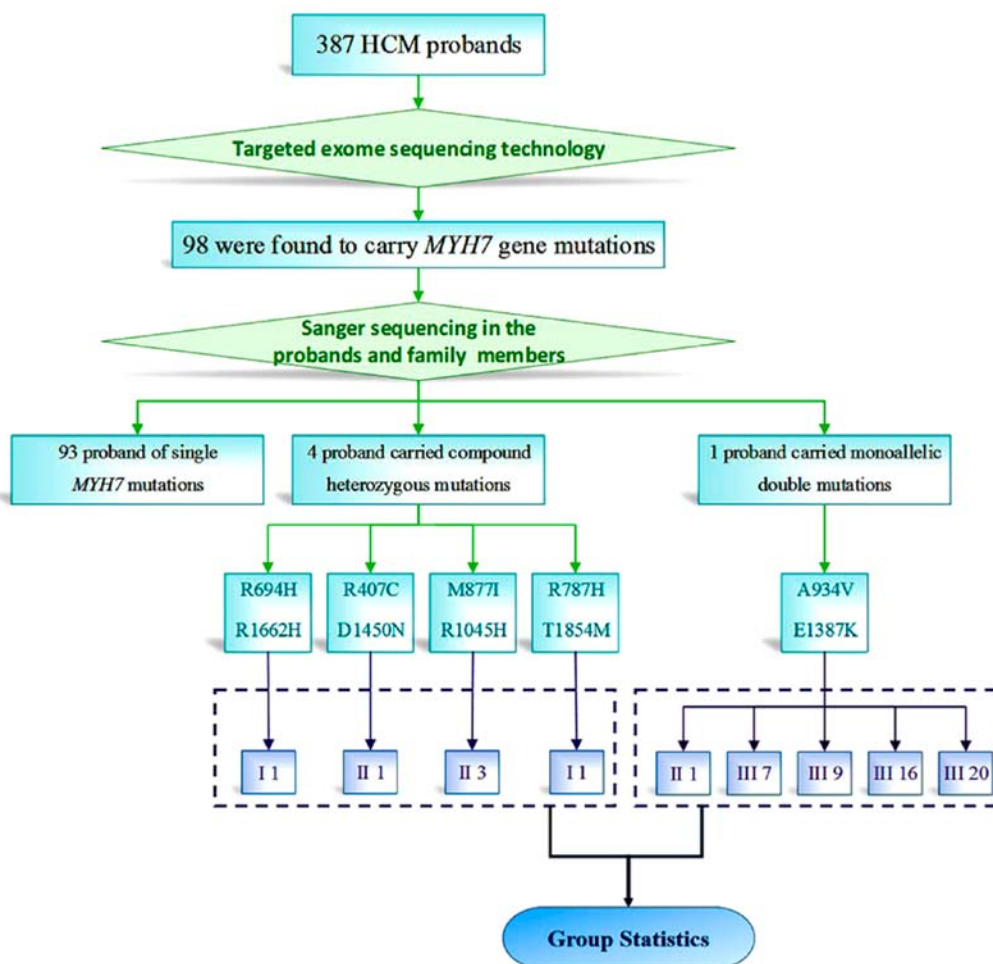 387 HCM probands
Targeted exome sequencing technology
98 were found to carry MYH7 gene mutations
Sanger sequencing in the
probands and family members
93 proband of single
MYH7 mutations
4 proband carried compound
heterozygous mutations
1 proband carried monoallelic
double mutations
R694H
R1662H
R407C
D1450N
M877I
R1045H
R787H
T1854M
A934V
E1387K
I 1
II 1
II 3
I 1
II 1
III 7
III 9
III 16
III 20
Group Statistics